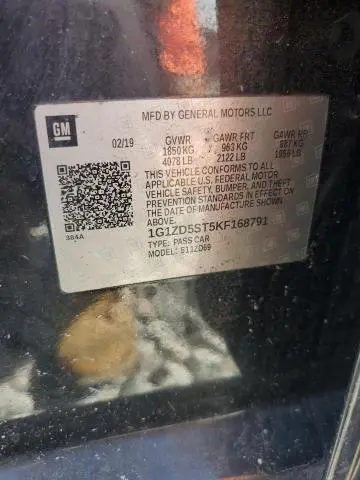 MFD BY GENERAL MOTORS LLC
GM
02/19 GVWR GAWR FRT GAWR RR
1850 KG 963 KG 887 KG
4078 LB 2122 LB 1956 LB
THIS VEHICLE CONFORMS TO ALL
APPLICABLE U.S. FEDERAL MOTOR
VEHICLE SAFETY, BUMPER, AND THEFT
PREVENTION STANDARDS IN EFFECT ON
THE DATE OF MANUFACTURE SHOWN
ABOVE.
384A
1G1ZD5ST5KF168791
TYPE: PASS CAR
MODEL: